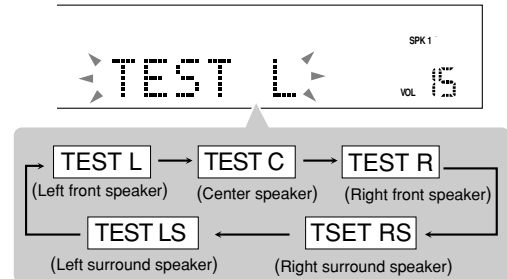 SPK 1
TEST L
VOL 15
TEST L TEST C TEST R
(Left front speaker) (Center speaker) (Right front speaker)
TEST LS TSET RS
(Left surround speaker) (Right surround speaker)